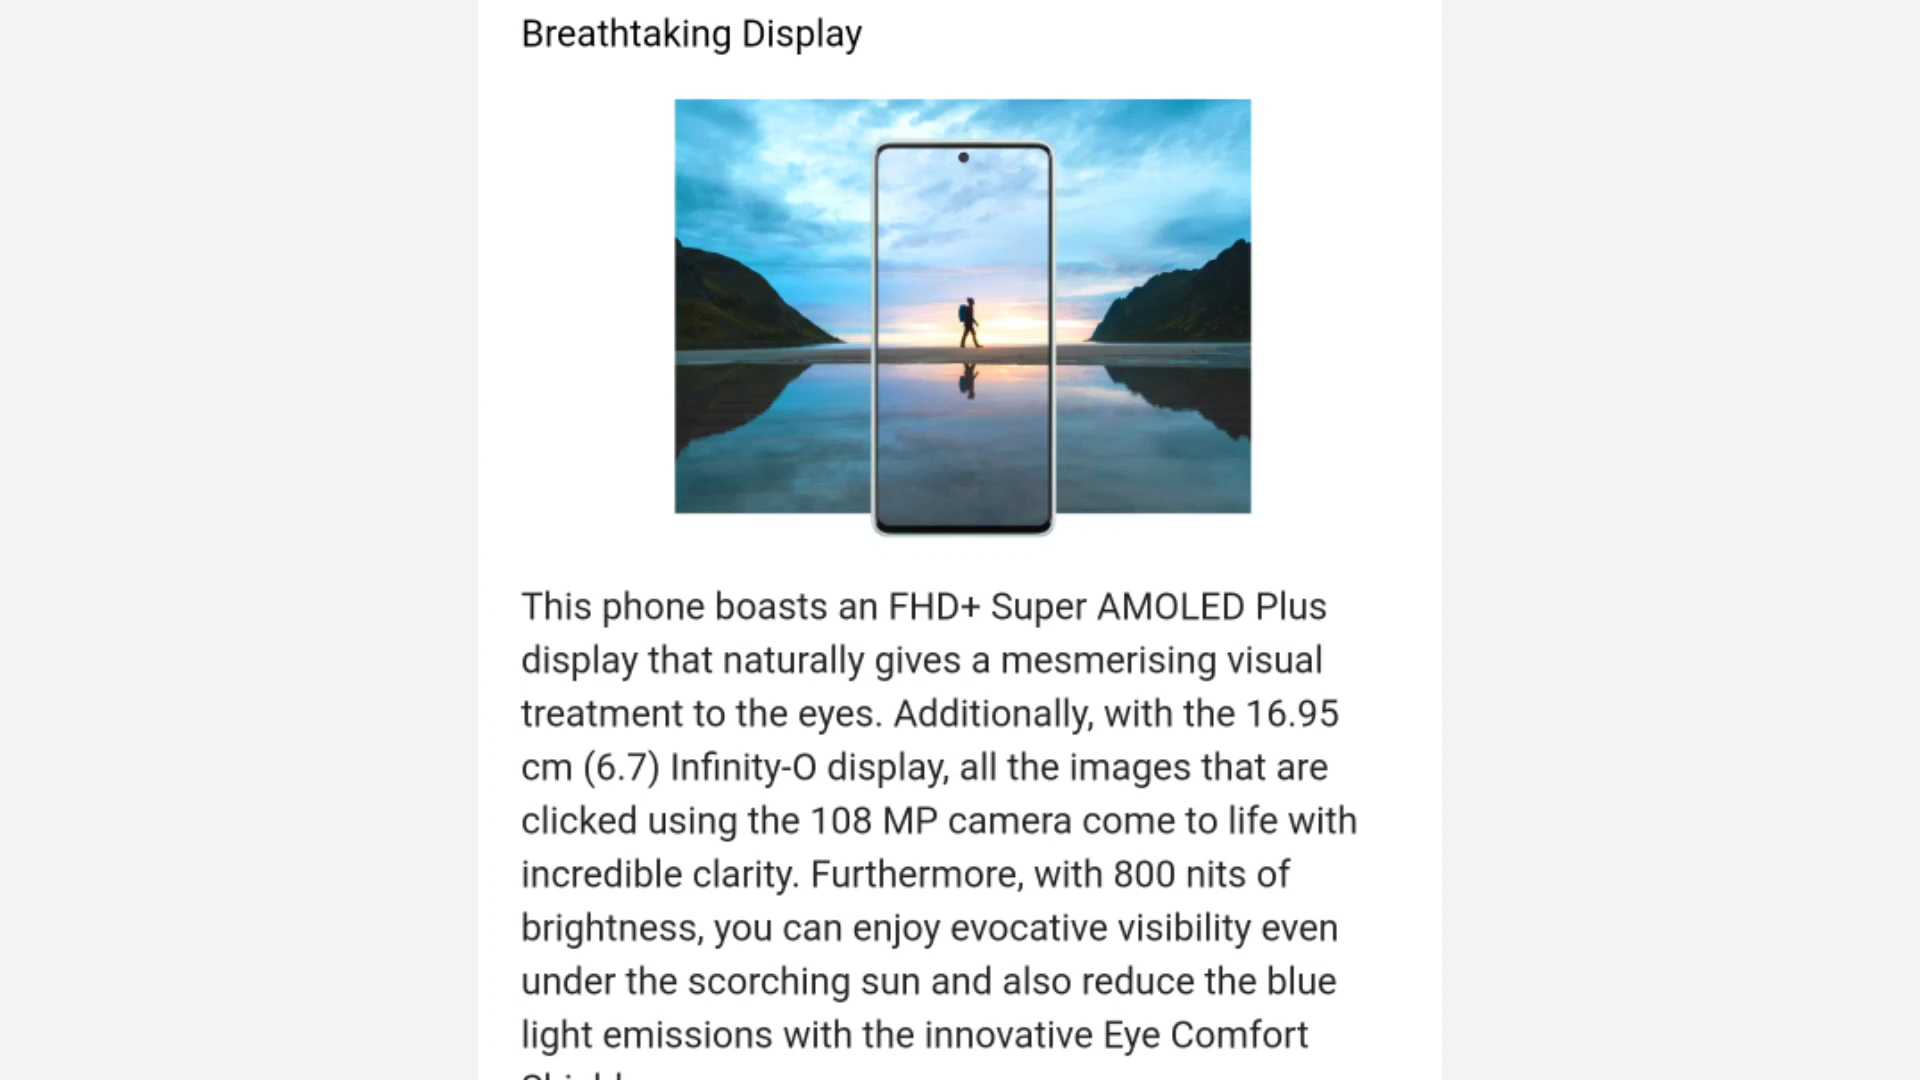 Breathtaking Display
This phone boasts an FHD+ Super AMOLED Plus
display that naturally gives a mesmerising visual
treatment to the eyes. Additionally, with the 16.95
cm (6.7) Infinity-O display, all the images that are
clicked using the 108 MP camera come to life with
incredible clarity. Furthermore, with 800 nits of
brightness, you can enjoy evocative visibility even
under the scorching sun and also reduce the blue
light emissions with the innovative Eye Comfort